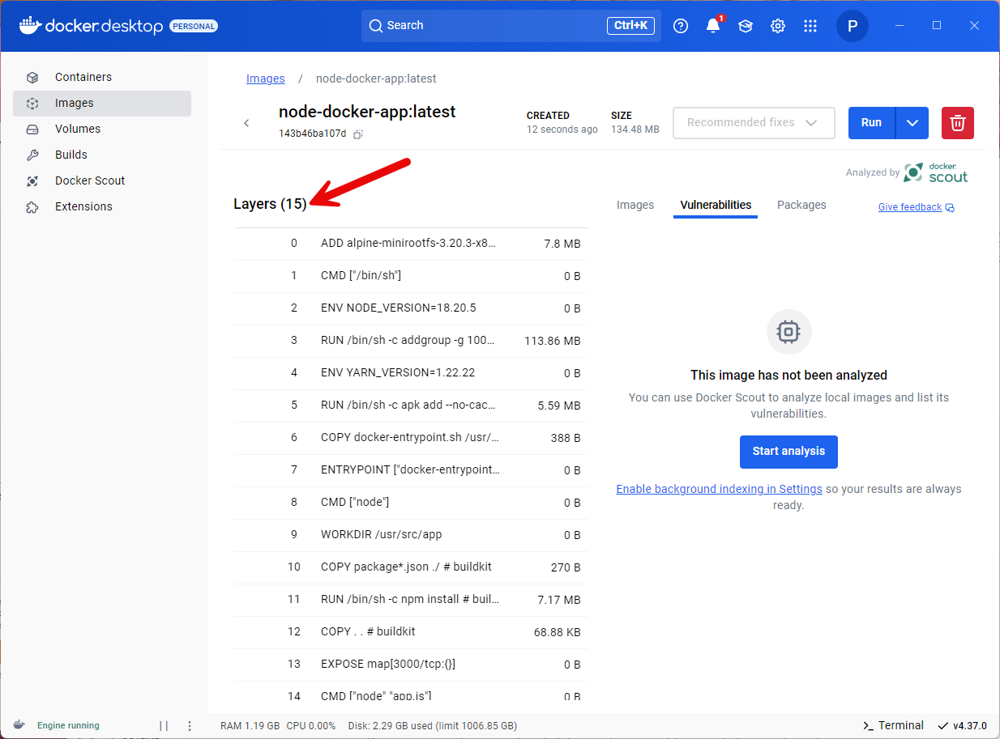 docker.desktop PERSONAL Search Ctrl+K 1 P
Containers
Images
Volumes
Builds
Docker Scout
Extensions
Images / node-docker-app:latest
node-docker-app:latest
143b46ba107d
CREATED
12 seconds ago
SIZE
134.48 MB
Recommended fixes
Run
Analyzed by docker scout
Layers (15)
Images Vulnerabilities Packages Give feedback
0 ADD alpine-minirootfs-3.20.3-x8... 7.8 MB
1 CMD ["/bin/sh"] 0 B
2 ENV NODE_VERSION=18.20.5 0 B
3 RUN /bin/sh -c addgroup -g 100... 113.86 MB
4 ENV YARN_VERSION=1.22.22 0 B
5 RUN /bin/sh -c apk add --no-cac... 5.59 MB
6 COPY docker-entrypoint.sh /usr/... 388 B
7 ENTRYPOINT ["docker-entrypoint... 0 B
8 CMD ["node"] 0 B
9 WORKDIR /usr/src/app 0 B
10 COPY package*.json ./ # buildkit 270 B
11 RUN /bin/sh -c npm install # buil... 7.17 MB
12 COPY . . # buildkit 68.88 KB
13 EXPOSE map[3000/tcp:{}] 0 B
14 CMD ["node" "app.js"] 0 B
This image has not been analyzed
You can use Docker Scout to analyze local images and list its
vulnerabilities.
Start analysis
Enable background indexing in Settings so your results are always
ready.
Engine running RAM 1.19 GB CPU 0.00% Disk: 2.29 GB used (limit 1006.85 GB) >_ Terminal v4.37.0